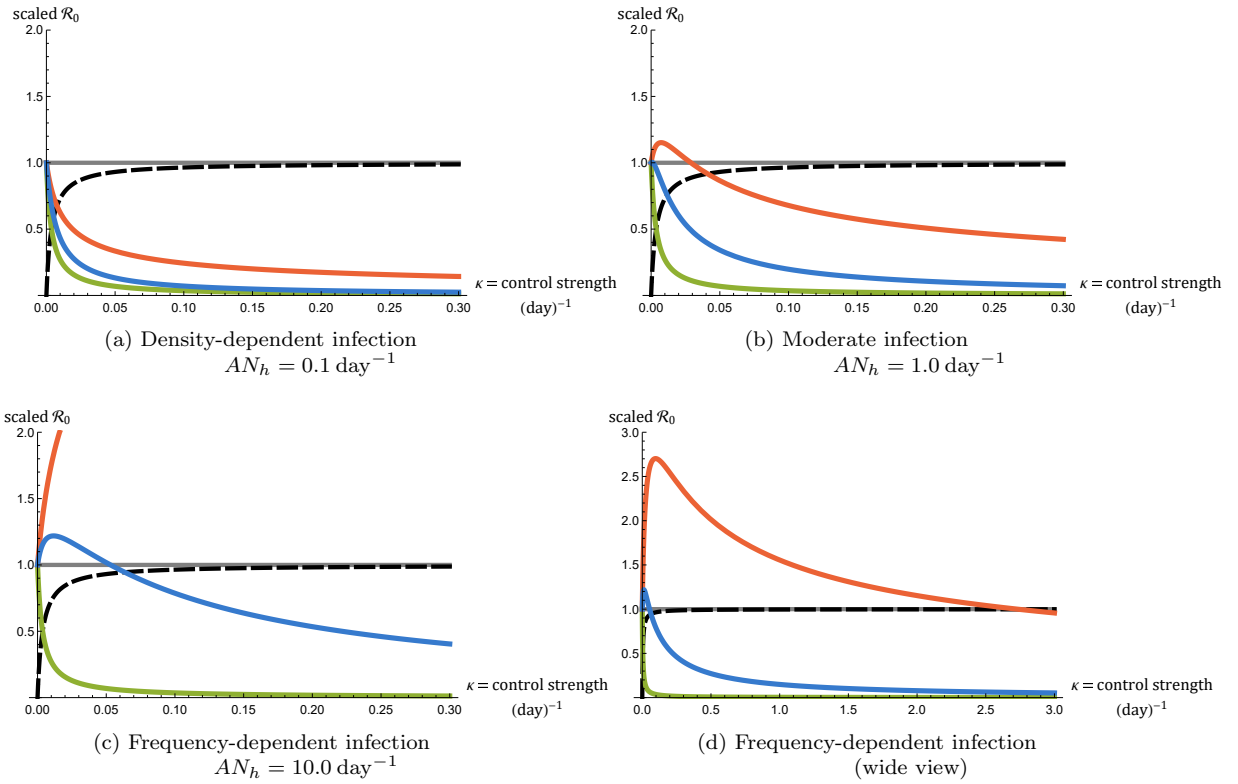 scaled R₀
2.0
1.5
1.0
0.5
0.00 0.05 0.10 0.15 0.20 0.25 0.30
κ = control strength
(day)⁻¹
(a) Density-dependent infection
ANₕ = 0.1 day⁻¹
scaled R₀
2.0
1.5
1.0
0.5
0.00 0.05 0.10 0.15 0.20 0.25 0.30
κ = control strength
(day)⁻¹
(b) Moderate infection
ANₕ = 1.0 day⁻¹
scaled R₀
2.0
1.5
1.0
0.5
0.00 0.05 0.10 0.15 0.20 0.25 0.30
κ = control strength
(day)⁻¹
(c) Frequency-dependent infection
ANₕ = 10.0 day⁻¹
scaled R₀
3.0
2.5
2.0
1.5
1.0
0.5
0.0 0.5 1.0 1.5 2.0 2.5 3.0
κ = control strength
(day)⁻¹
(d) Frequency-dependent infection
(wide view)